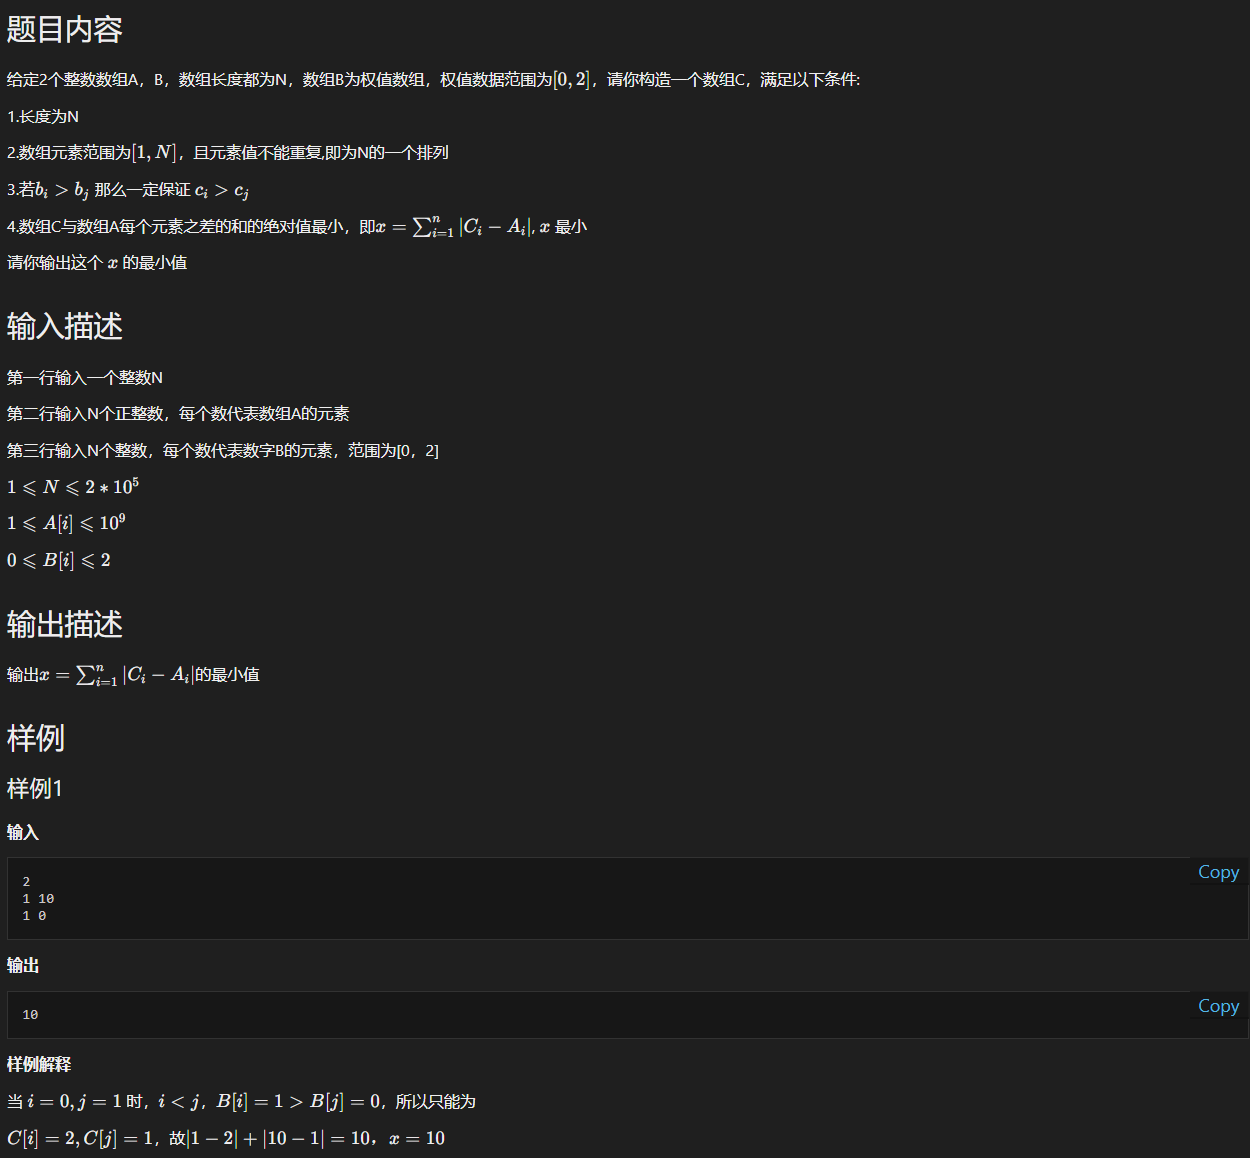 题目内容
给定2个整数数组A，B，数组长度都为N，数组B为权值数组，权值数据范围为[0, 2]，请你构造一个数组C，满足以下条件:
1.长度为N
2.数组元素范围为[1, N]，且元素值不能重复,即为N的一个排列
3.若b_i > b_j 那么一定保证 c_i > c_j
4.数组C与数组A每个元素之差的和的绝对值最小，即x = ∑_{i=1}^{n} |C_i − A_i|, x 最小
请你输出这个 x 的最小值
输入描述
第一行输入一个整数N
第二行输入N个正整数，每个数代表数组A的元素
第三行输入N个整数，每个数代表数字B的元素，范围为[0，2]
1 ⩽ N ⩽ 2 ∗ 10^5
1 ⩽ A[i] ⩽ 10^9
0 ⩽ B[i] ⩽ 2
输出描述
输出x = ∑_{i=1}^{n} |C_i − A_i|的最小值
样例
样例1
输入
Copy
2
1 10
1 0
输出
Copy
10
样例解释
当 i = 0, j = 1 时，i < j，B[i] = 1 > B[j] = 0，所以只能为
C[i] = 2, C[j] = 1，故|1 − 2| + |10 − 1| = 10，x = 10